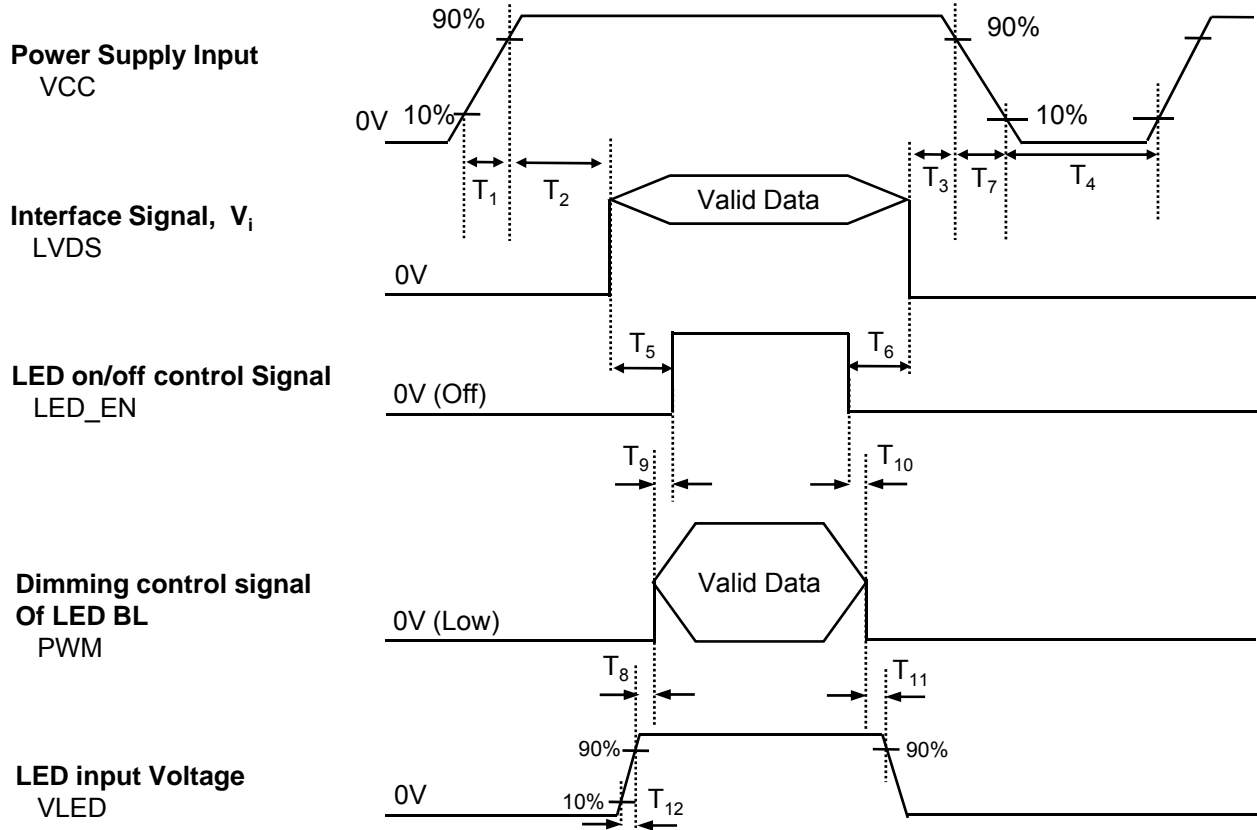 90%
90%
Power Supply Input
VCC
0V
10%
10%
T1
T2
T3
T7
T4
Interface Signal, Vi
LVDS
Valid Data
0V
T5
T6
LED on/off control Signal
LED_EN
0V (Off)
T9
T10
Dimming control signal
Of LED BL
PWM
Valid Data
0V (Low)
T8
T11
90%
90%
LED input Voltage
VLED
0V
10%
T12